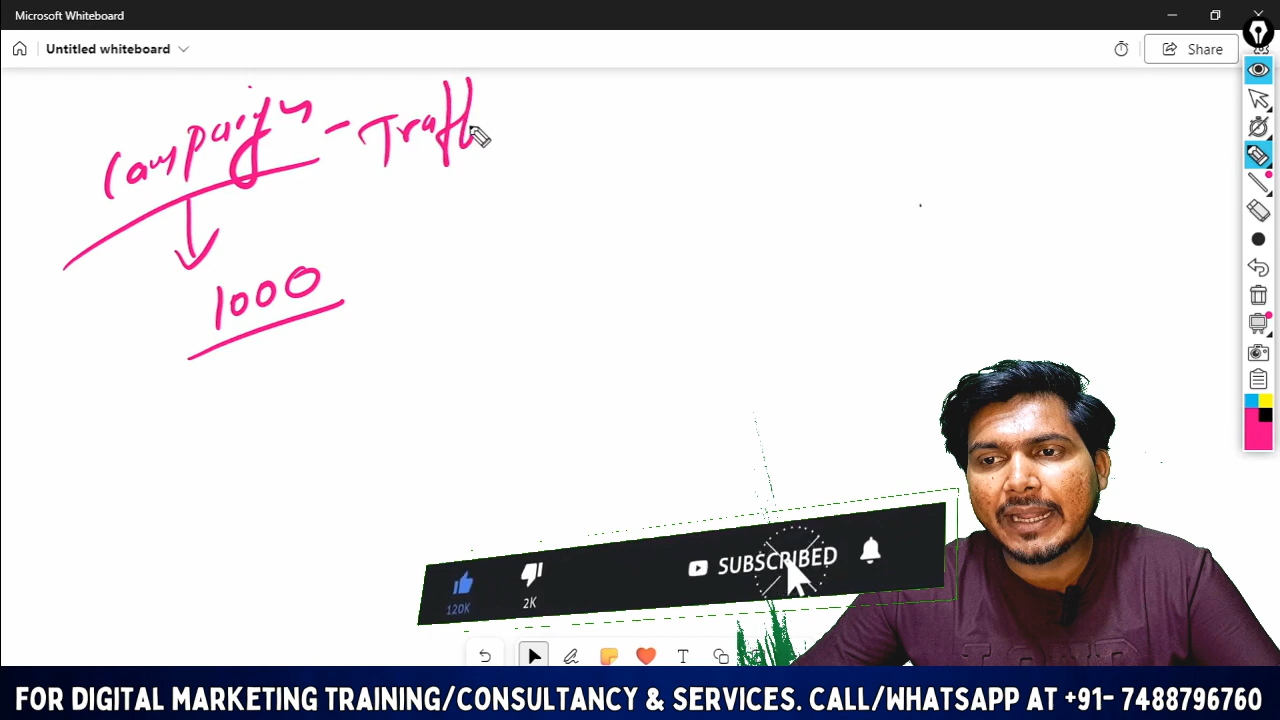 Microsoft Whiteboard
Untitled whiteboard
Share
Campaign - Traff
1000
SUBSCRIBED
120K
2K
FOR DIGITAL MARKETING TRAINING/CONSULTANCY & SERVICES. CALL/WHATSAPP AT +91- 7488796760